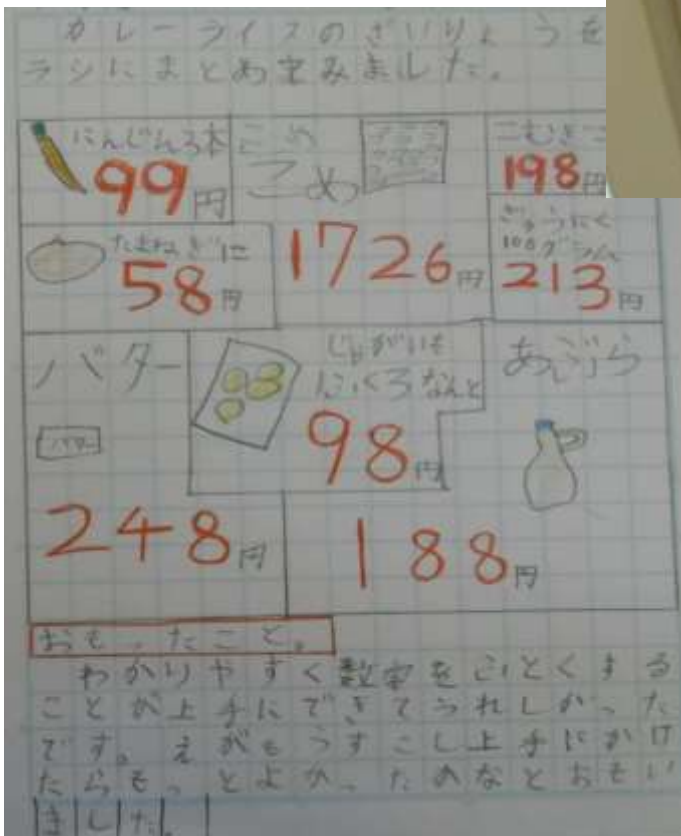 カレーライスのざいりょうを
ラシにまとめてみました。
にんじん3本
99円
こめ
こめ
1726円
こむぎこ
198円
たまねぎ1こ
58円
ぎゅうにく
100グラム
213円
バター
バター
248円
じゃがいも
1ふくろなんと
98円
あぶら
188円
おもったこと。
わかりやすく数字を
する
ことが上手にできてうれしかった
です。えがもうすこし上手にかけ
たらもっとよかったのなとおもい
ました。